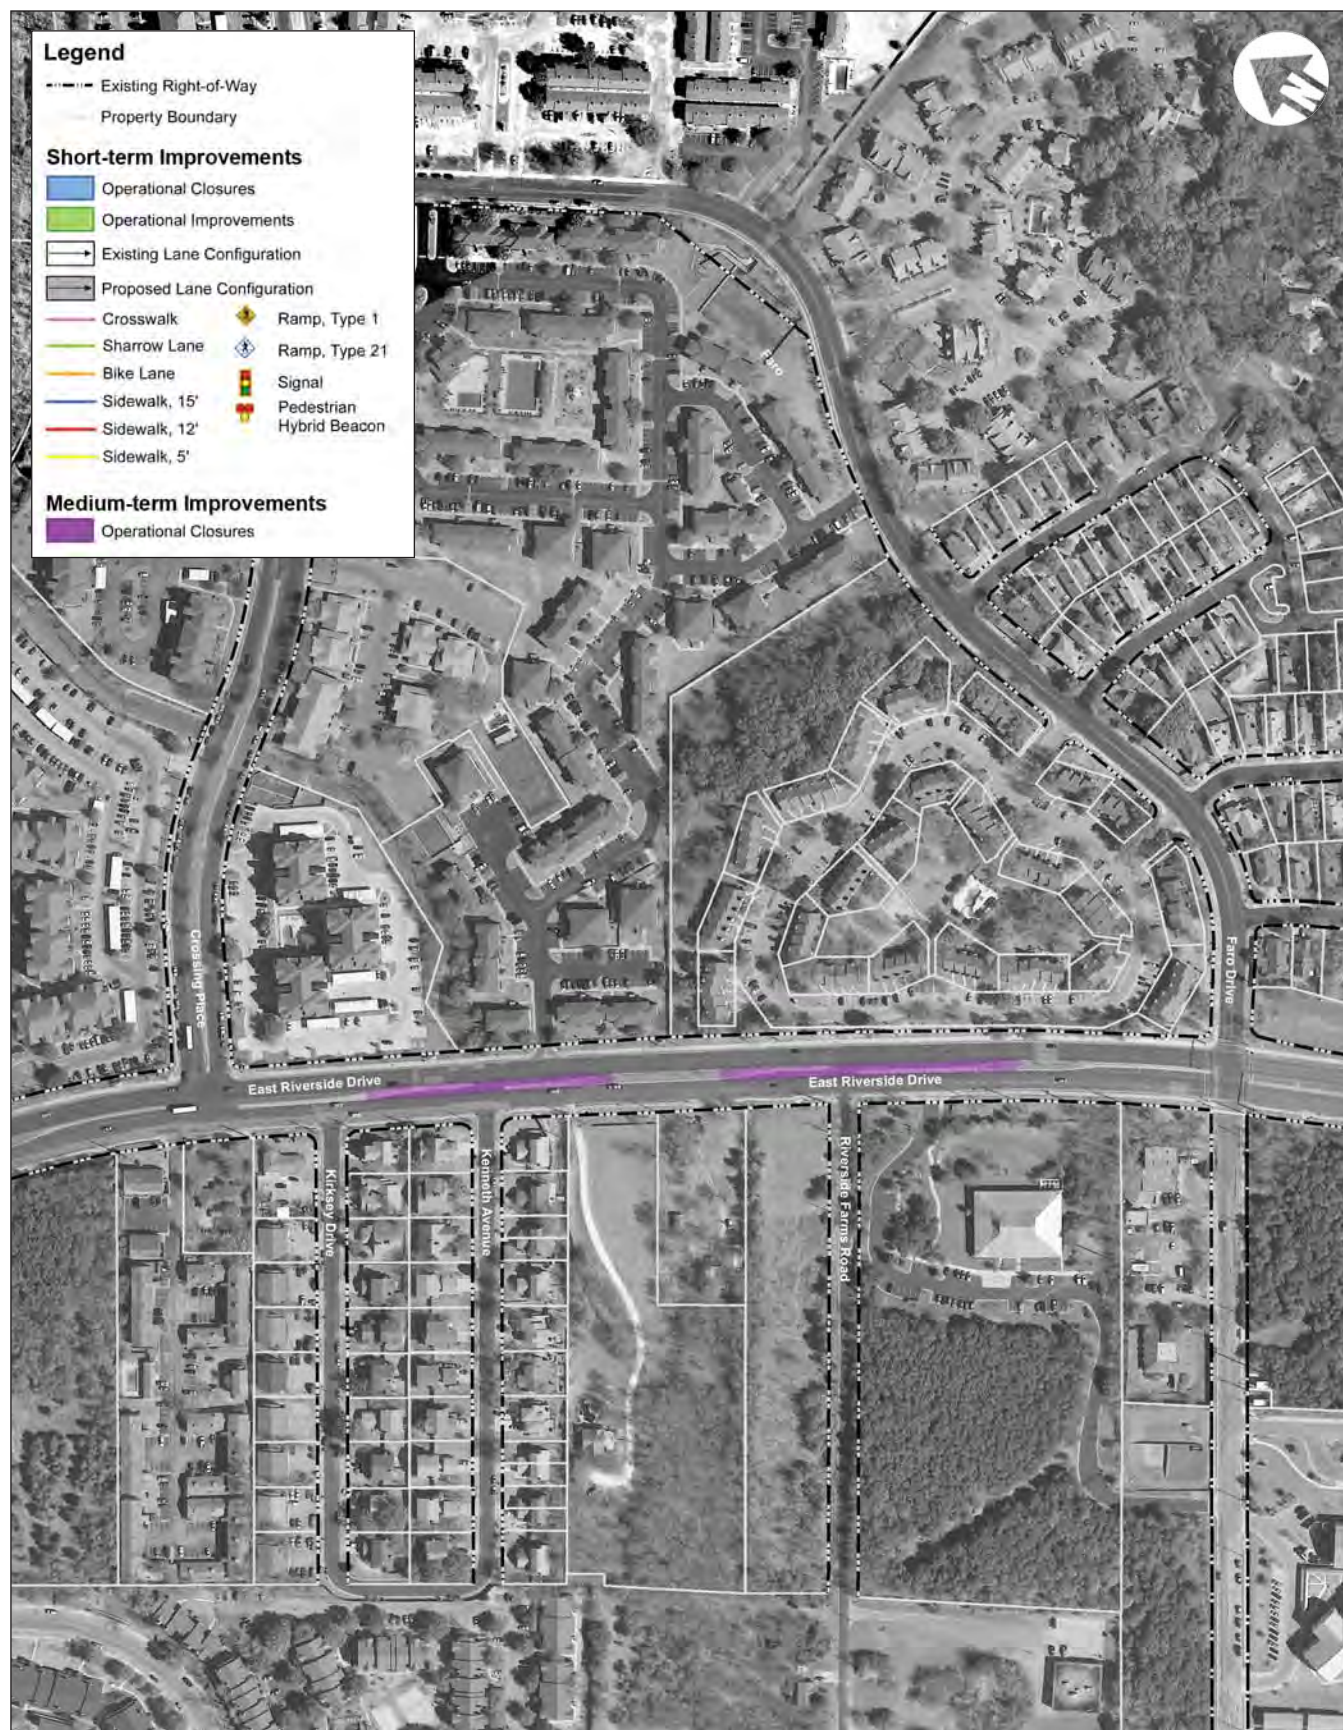 Legend
Existing Right-of-Way
Property Boundary
Short-term Improvements
Operational Closures
Operational Improvements
Existing Lane Configuration
Proposed Lane Configuration
Crosswalk
Sharrow Lane
Bike Lane
Sidewalk, 15'
Sidewalk, 12'
Sidewalk, 5'
Ramp, Type 1
Ramp, Type 21
Signal
Pedestrian
Hybrid Beacon
Medium-term Improvements
Operational Closures
N
Faro
Crossing Place
Faro Drive
East Riverside Drive
East Riverside Drive
Kirksey Drive
Kenneth Avenue
Riverside Farms Road